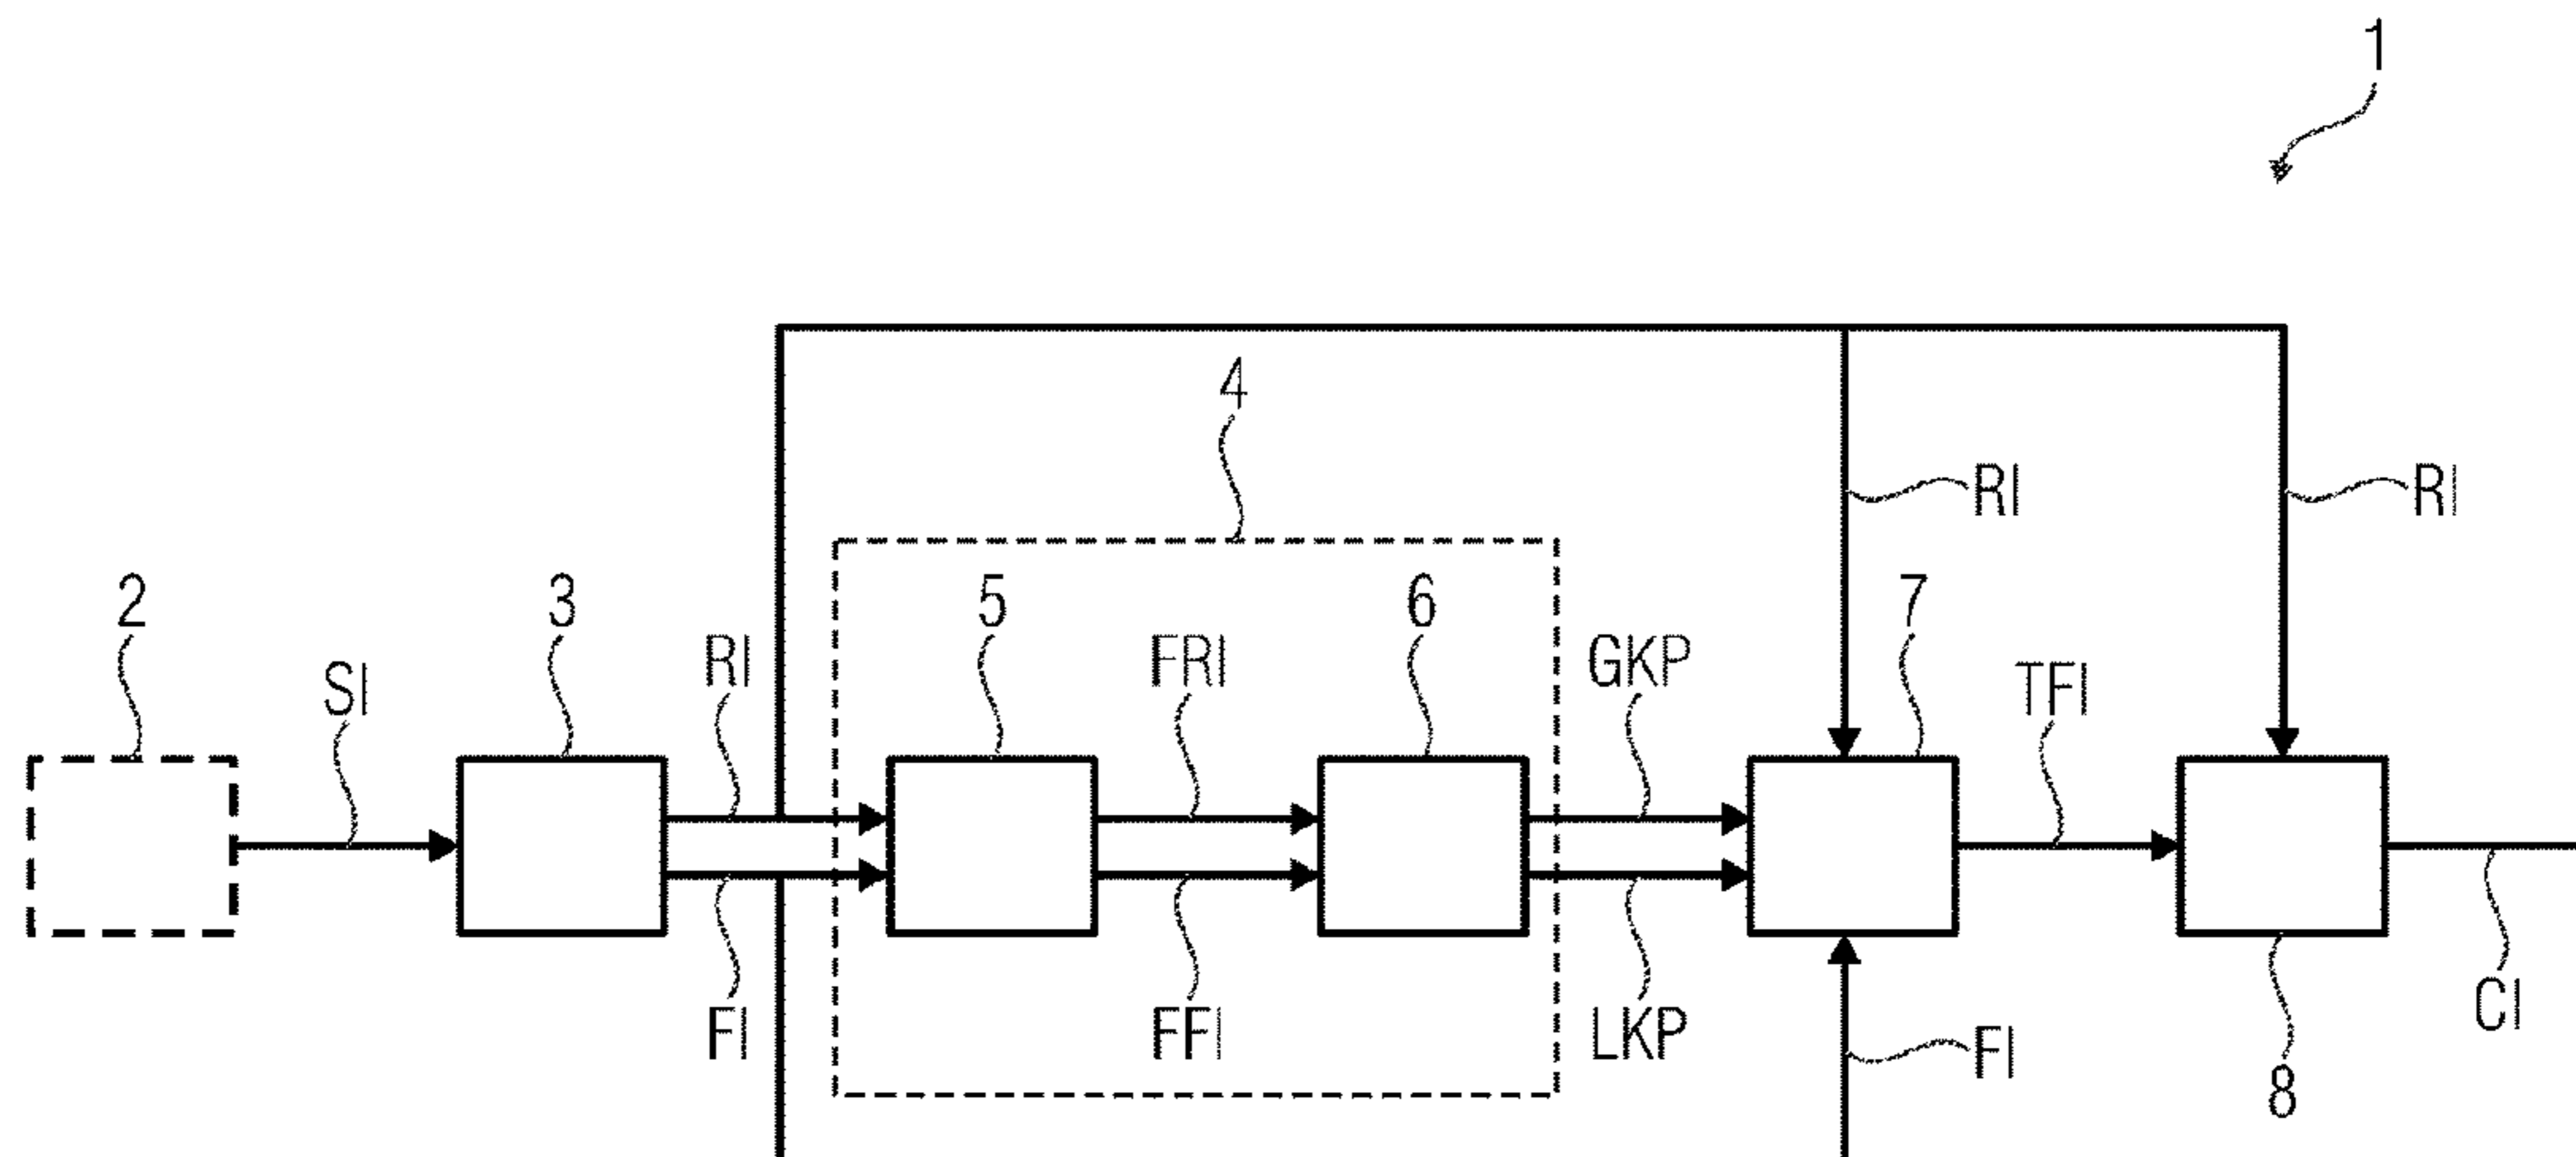 1
4
RI RI
2 3 5 6 7
SI RI FRI GKP TFI
FI FFI LKP FI CI
8